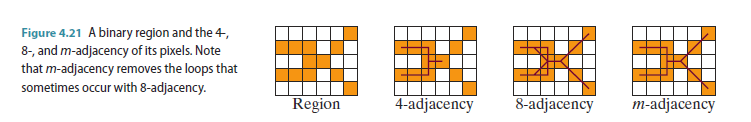 Figure 4.21 A binary region and the 4-,
8-, and m-adjacency of its pixels. Note
that m-adjacency removes the loops that
sometimes occur with 8-adjacency.
Region
4-adjacency
8-adjacency
m-adjacency